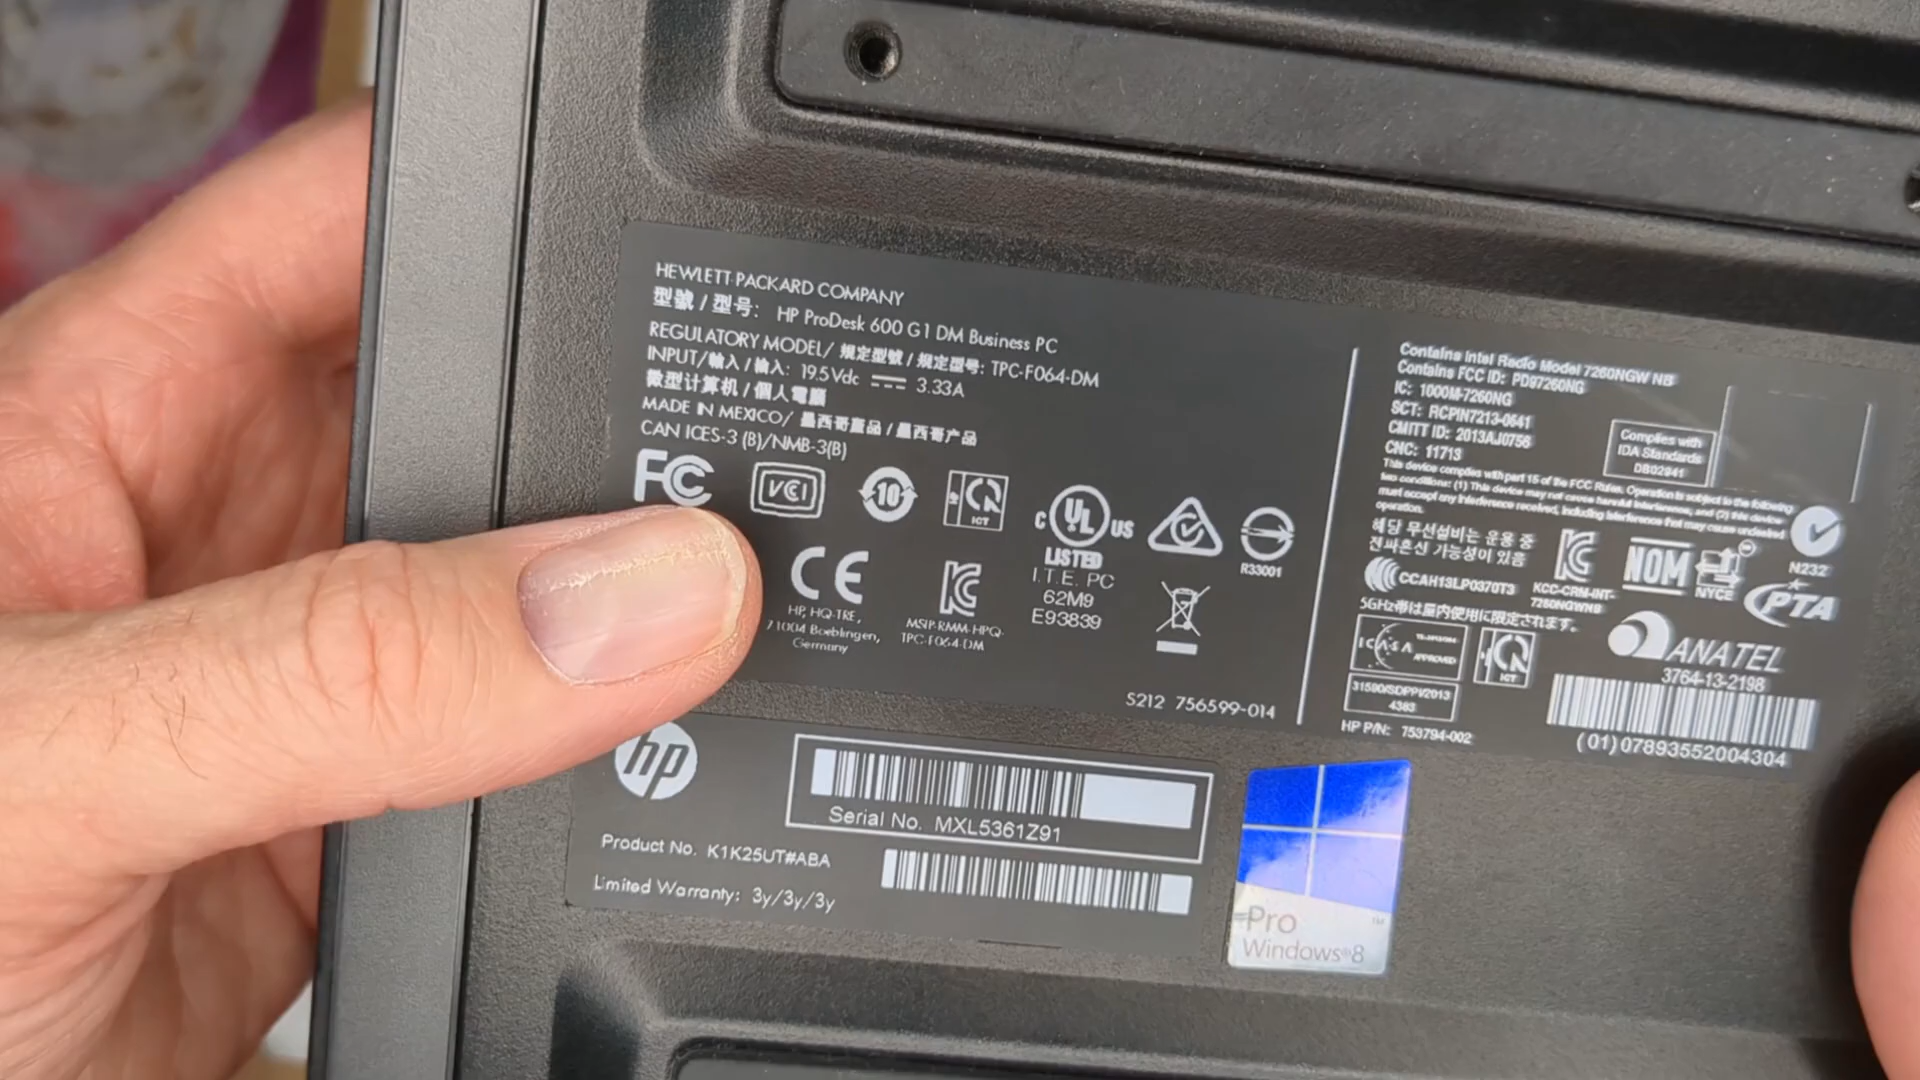 HEWLETT-PACKARD COMPANY
型號 / 型号: HP ProDesk 600 G1 DM Business PC
REGULATORY MODEL/ 規定型號 / 规定型号: TPC-F064-DM
INPUT/輸入 / 输入: 19.5Vdc 3.33A
微型计算机 / 個人電腦
MADE IN MEXICO/ 墨西哥產品 / 墨西哥产品
CAN ICES-3 (B)/NMB-3(B)
FC
VCI
10
ICT
C UL US
LISTED
I.T.E. PC
62M9
E93839
R33001
CE
HP, HQ-TRE,
71004 Boeblingen,
Germany
MSIP-RMM-HPQ-
TPC-F064-DM
S212 756599-014
Contains Intel Radio Model 7260NGW NB
Contains FCC ID: PD97260NG
IC: 1000M-7260NG
SCT: RCPIN7213-0641
CMIIT ID: 2013AJ0756
CNC: 11713
Complies with
IDA Standards
DB02941
This device complies with part 15 of the FCC Rules. Operation is subject to the following
two conditions: (1) This device may not cause harmful interference, and (2) this device
must accept any interference received, including interference that may cause undesired
operation.
해당 무선설비는 운용 중
전파혼신 가능성이 있음
CCAH13LP0370T3
KCC-CRM-INT-
7260NGWNB
NOM
NYCE
N232
PTA
5GHz帯は屋内使用に限定されます。
ICASA
APPROVED
ICT
31590/SDPPI/2013
4383
ANATEL
3764-13-2198
HP P/N: 753794-002
(01)07893552004304
hp
Serial No. MXL5361Z91
Product No. K1K25UT#ABA
Limited Warranty: 3y/3y/3y
Pro
TM
Windows®8